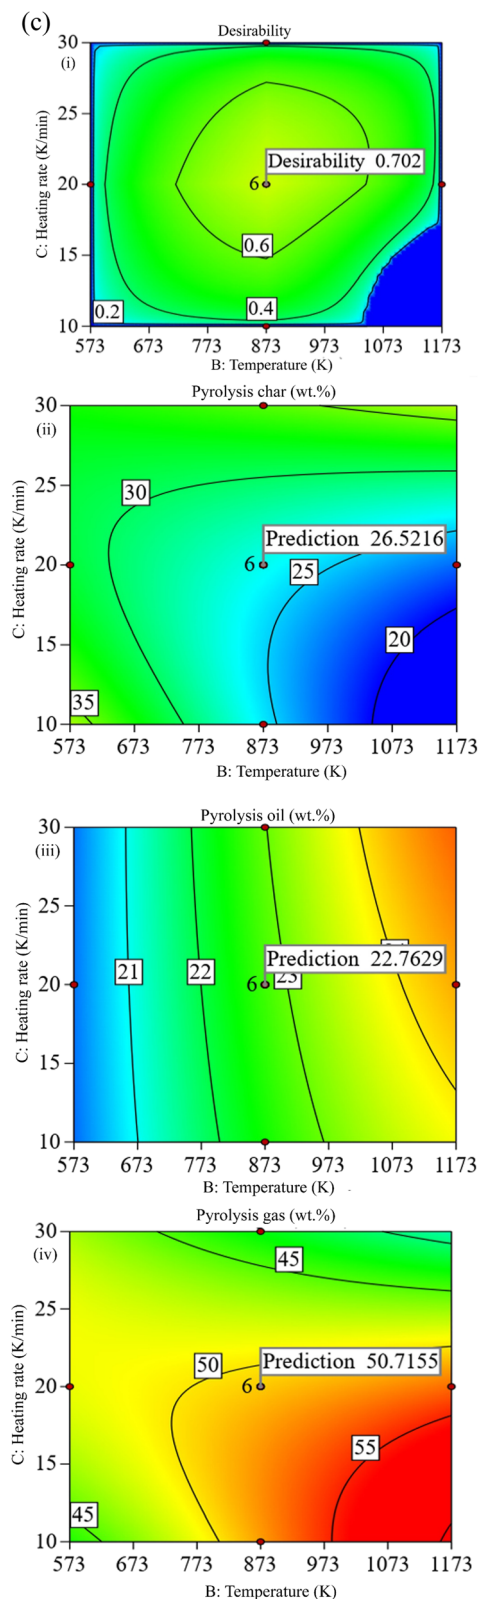 (c)
Desirability
(i)
30
25
20
15
10
C: Heating rate (K/min)
Desirability 0.702
6
0.6
0.4
0.2
573 673 773 873 973 1073 1173
B: Temperature (K)
Pyrolysis char (wt.%)
(ii)
30
25
20
15
10
C: Heating rate (K/min)
30
Prediction 26.5216
6
25
20
35
573 673 773 873 973 1073 1173
B: Temperature (K)
Pyrolysis oil (wt.%)
(iii)
30
25
20
15
10
C: Heating rate (K/min)
Prediction 22.7629
21
22
6
23
573 673 773 873 973 1073 1173
B: Temperature (K)
Pyrolysis gas (wt.%)
(iv)
30
25
20
15
10
C: Heating rate (K/min)
45
50
Prediction 50.7155
6
55
45
573 673 773 873 973 1073 1173
B: Temperature (K)